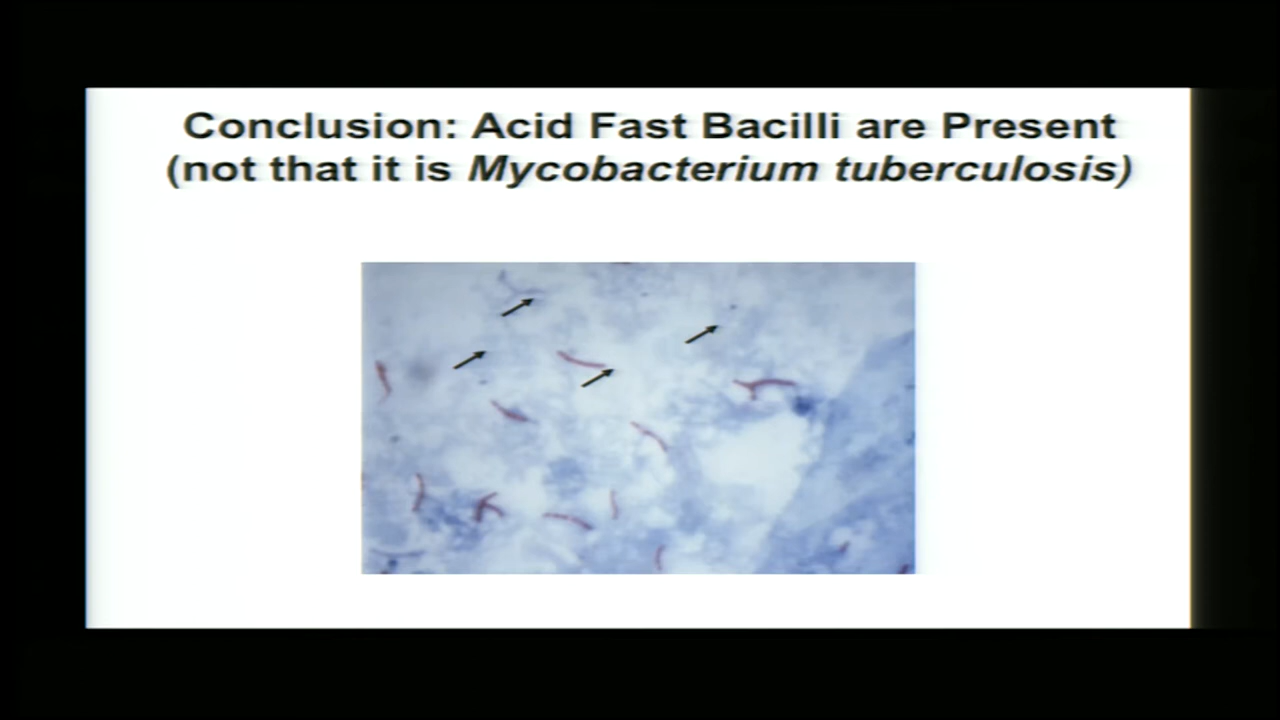 Conclusion: Acid Fast Bacilli are Present
(not that it is Mycobacterium tuberculosis)